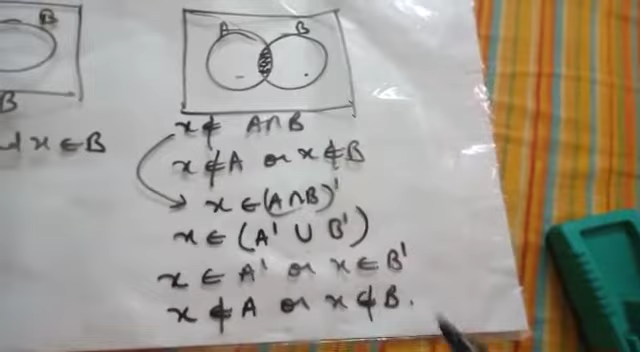 B
B
x ∈ B
A B
x ∉ A∩B
x ∉ A or x ∉ B
x ∈ (A∩B)'
x ∈ (A' ∪ B')
x ∈ A' or x ∈ B'
x ∉ A or x ∉ B.